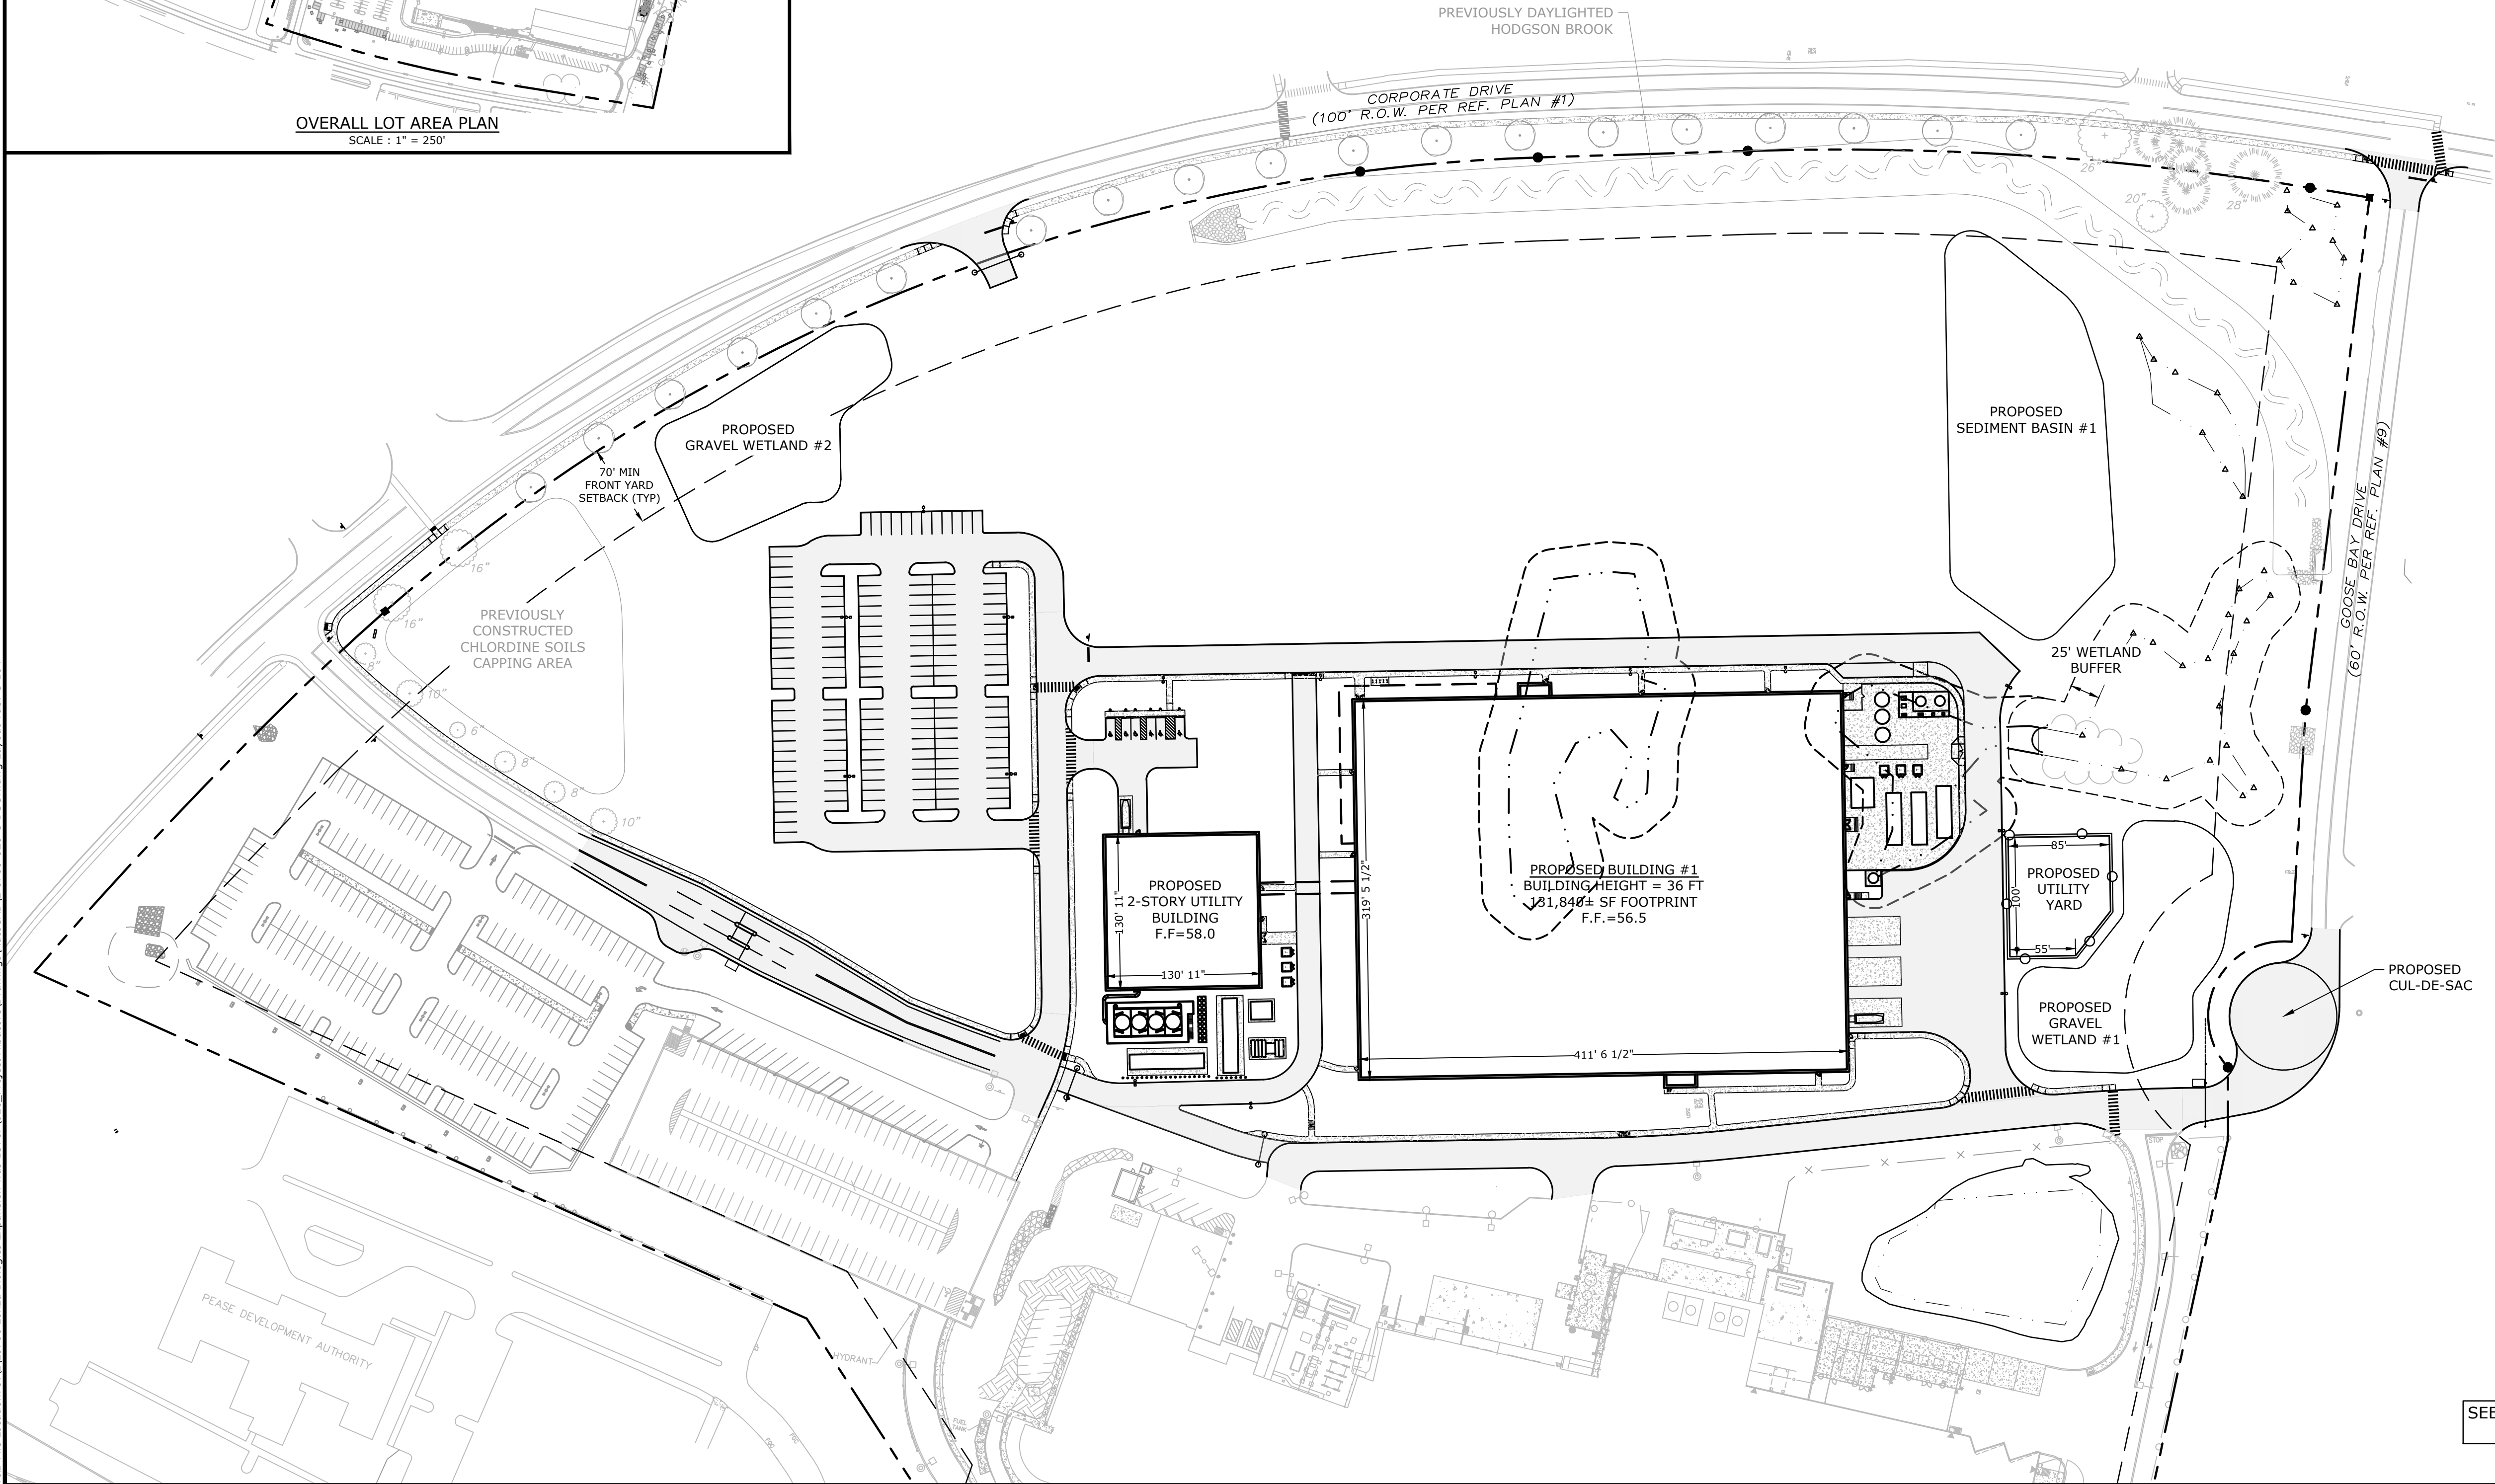 OVERALL LOT AREA PLAN
SCALE : 1" = 250'
PREVIOUSLY DAYLIGHTED
HODGSON BROOK
CORPORATE DRIVE
(100' R.O.W. PER REF. PLAN #1)
26"
20"
28"
PROPOSED
SEDIMENT BASIN #1
PROPOSED
GRAVEL WETLAND #2
70' MIN
FRONT YARD
SETBACK (TYP)
16"
16"
PREVIOUSLY
CONSTRUCTED
CHLORDINE SOILS
CAPPING AREA
8"
10"
6"
8"
8"
10"
GOOSE BAY DRIVE
(60' R.O.W. PER REF. PLAN #9)
25' WETLAND
BUFFER
PROPOSED
2-STORY UTILITY
BUILDING
F.F=58.0
130' 11"
130' 11"
PROPOSED BUILDING #1
BUILDING HEIGHT = 36 FT
131,840± SF FOOTPRINT
F.F.=56.5
319' 5 1/2"
411' 6 1/2"
85'
PROPOSED
UTILITY
YARD
100'
55'
PROPOSED
CUL-DE-SAC
PROPOSED
GRAVEL
WETLAND #1
STOP
PEASE DEVELOPMENT AUTHORITY
HYDRANT
FUEL
TANK
FDC
FDC
SEE